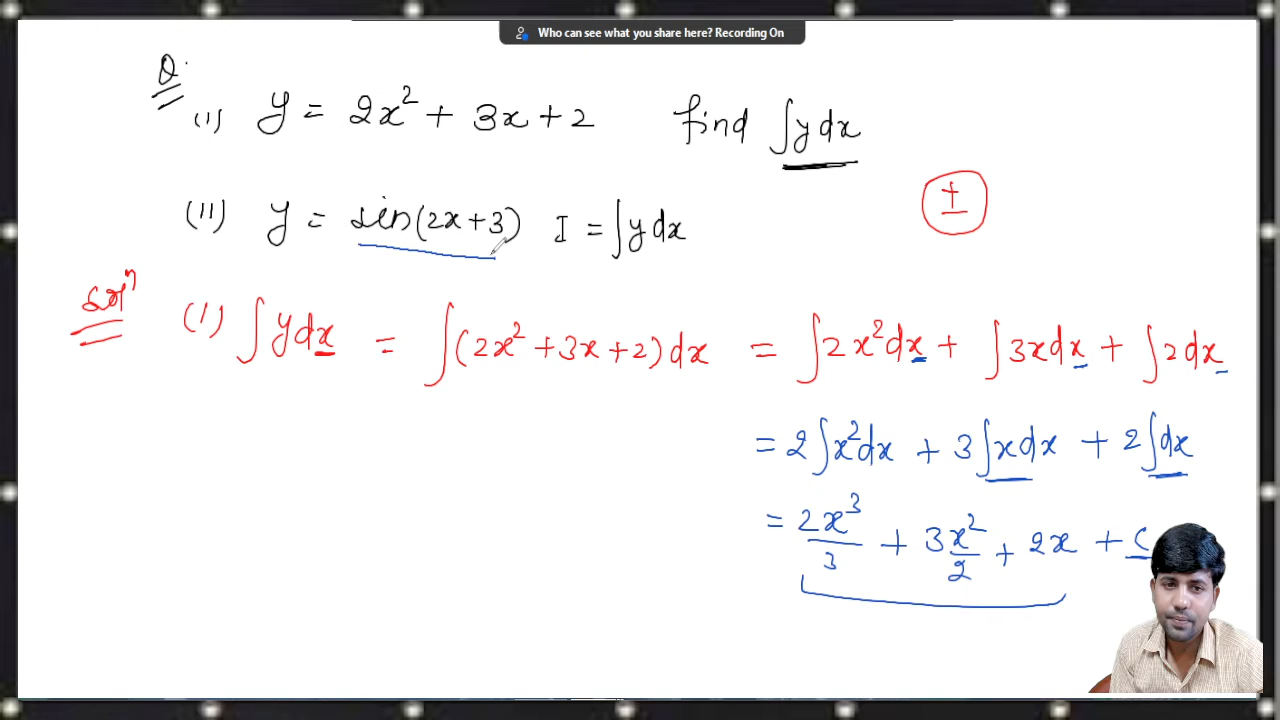 Who can see what you share here? Recording On
Q.
(I) y = 2x² + 3x + 2 find ∫y dx
(II) y = sin(2x+3) I = ∫y dx
±
Solⁿ (I) ∫y dx = ∫(2x² + 3x + 2) dx = ∫2x² dx + ∫3x dx + ∫2 dx
= 2∫x² dx + 3∫x dx + 2∫dx
= 2x³/3 + 3x²/2 + 2x + c